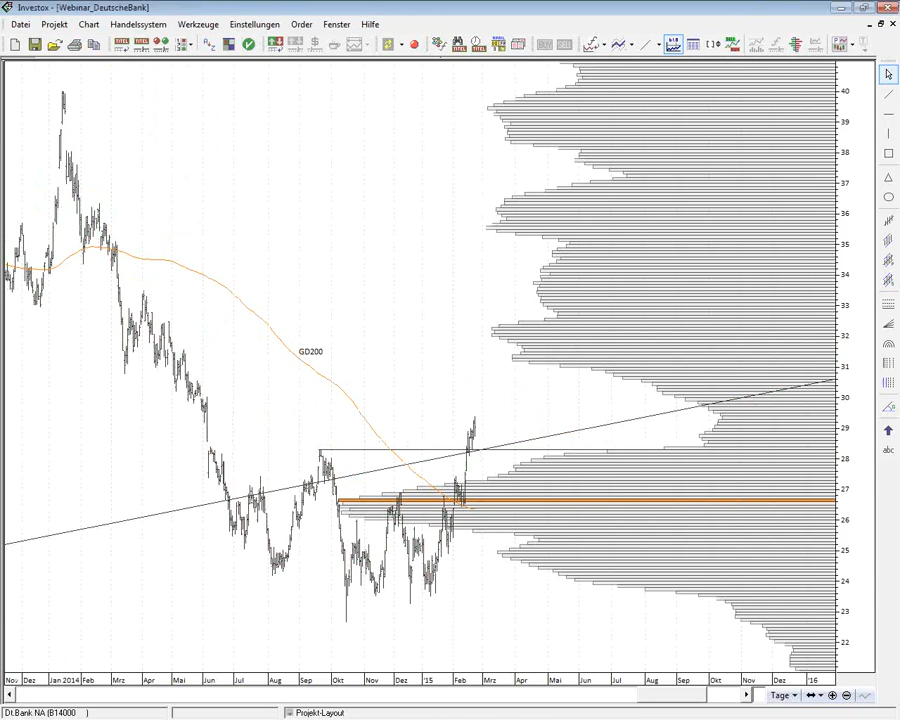 Investox - [Webinar_DeutscheBank]
Datei Projekt Chart Handelssystem Werkzeuge Einstellungen Order Fenster Hilfe
40
39
38
37
36
35
34
33
32
31
30
29
28
27
26
25
24
23
22
GD200
abc
Nov Dez Jan 2014 Feb Mrz Apr Mai Jun Jul Aug Sep Okt Nov Dez '15 Feb Mrz Apr Mai Jun Jul Aug Sep Okt Nov Dez '16
Tage
Dt.Bank NA (B14000 ) Projekt-Layout